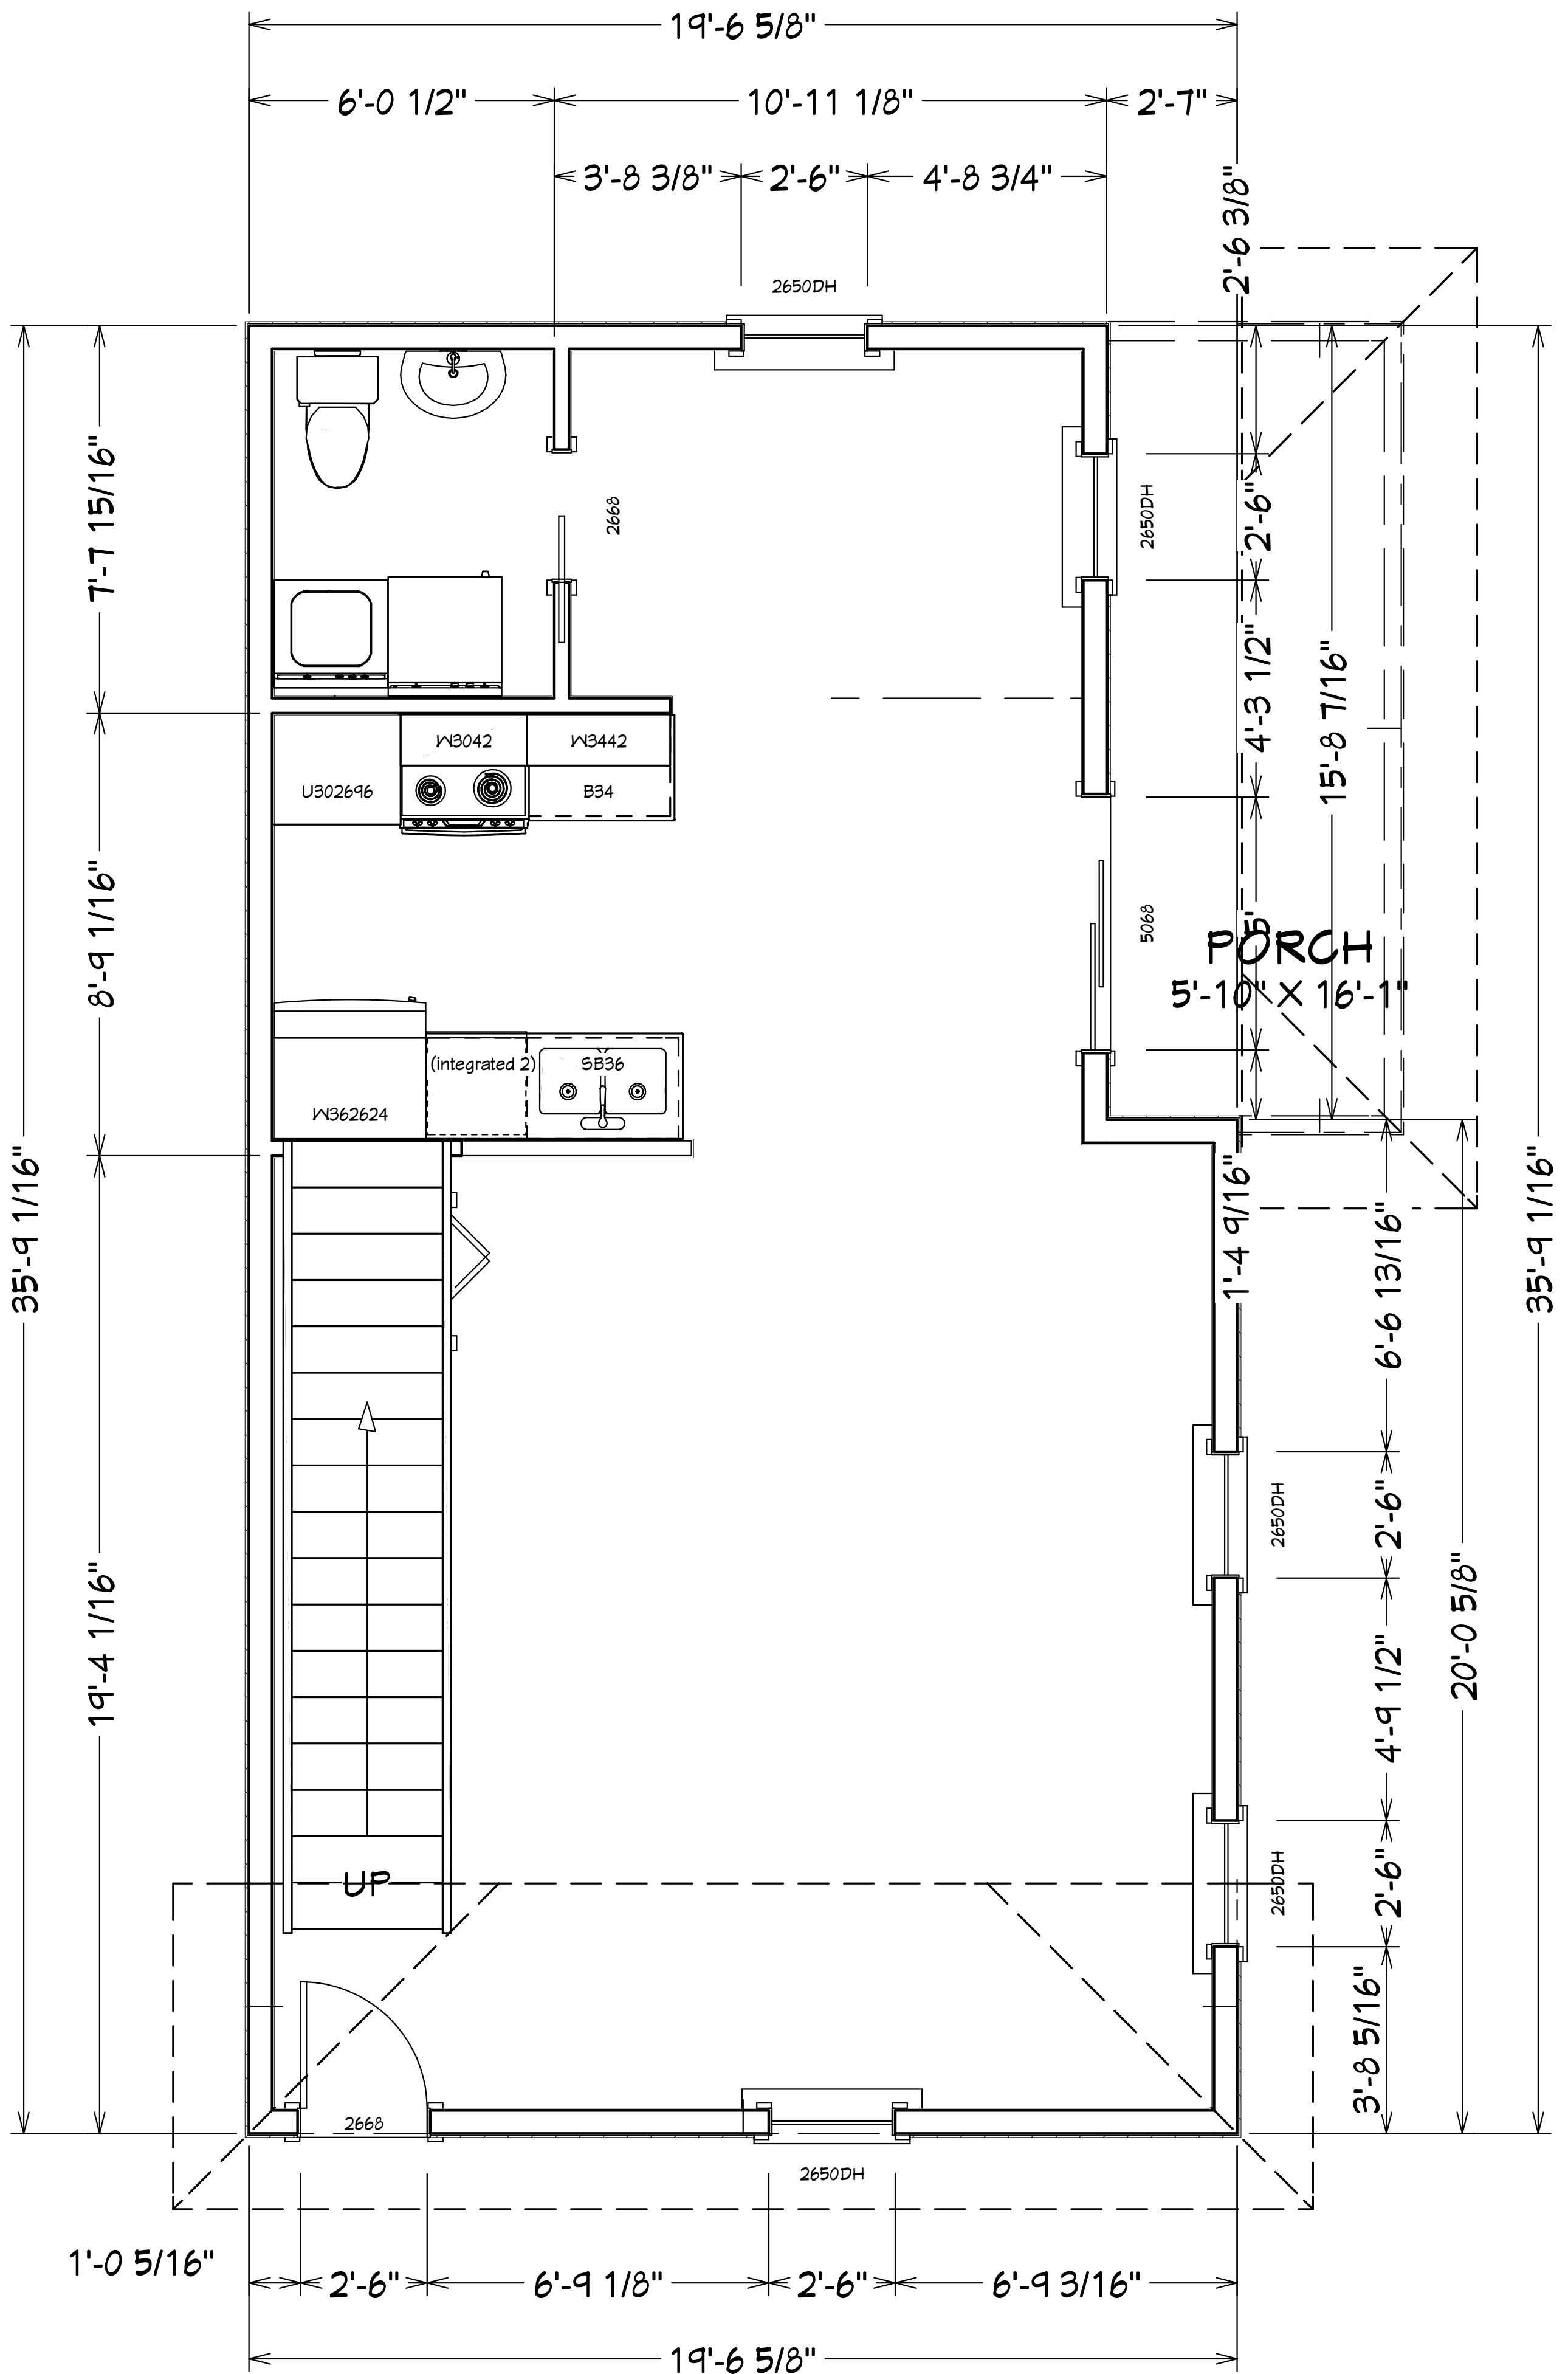 19'-6 5/8"
6'-0 1/2"
10'-11 1/8"
2'-7"
3'-8 3/8"
2'-6"
4'-8 3/4"
2'-6 3/8"
2650DH
7'-7 15/16"
2668
2650DH
2'-6"
4'-3 1/2"
15'-8 7/16"
W3042
W3442
U302696
B34
8'-9 1/16"
5068
5'
PORCH
5'-10" X 16'-1"
(integrated 2)
SB36
W362624
35'-9 1/16"
1'-4 9/16"
6'-6 13/16"
35'-9 1/16"
2650DH
2'-6"
19'-4 1/16"
4'-9 1/2"
20'-0 5/8"
UP
2650DH
2'-6"
3'-8 5/16"
2668
2650DH
1'-0 5/16"
2'-6"
6'-9 1/8"
2'-6"
6'-9 3/16"
19'-6 5/8"